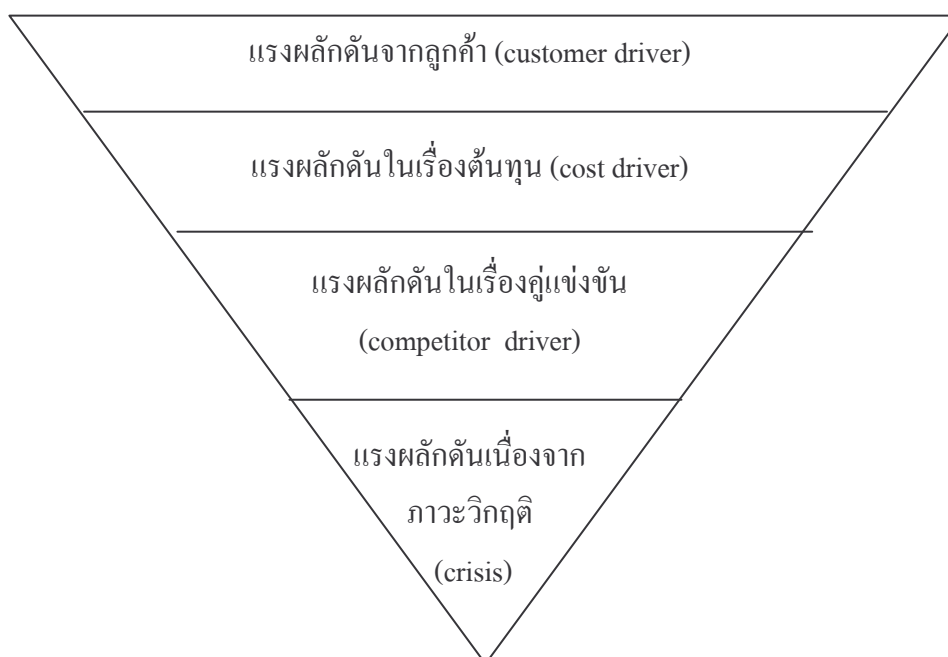 แรงผลักดันจากลูกค้า (customer driver)
แรงผลักดันในเรื่องต้นทุน (cost driver)
แรงผลักดันในเรื่องคู่แข่งขัน
(competitor driver)
แรงผลักดันเนื่องจาก
ภาวะวิกฤติ
(crisis)